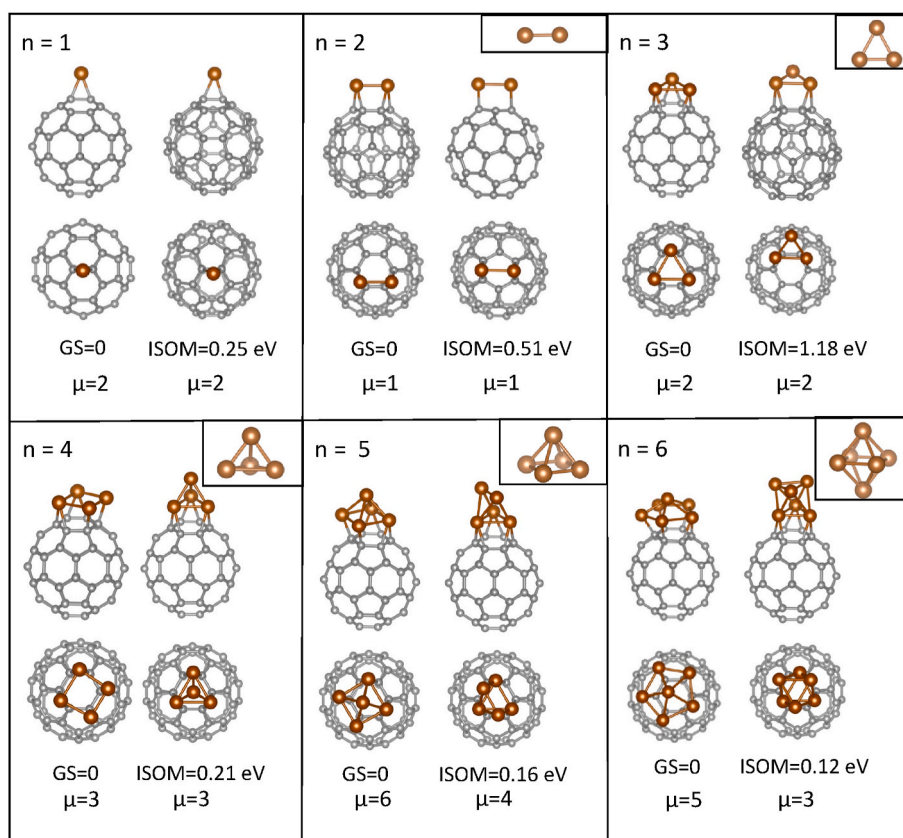 n = 1
GS=0 ISOM=0.25 eV
μ=2 μ=2
n = 2
GS=0 ISOM=0.51 eV
μ=1 μ=1
n = 3
GS=0 ISOM=1.18 eV
μ=2 μ=2
n = 4
GS=0 ISOM=0.21 eV
μ=3 μ=3
n = 5
GS=0 ISOM=0.16 eV
μ=6 μ=4
n = 6
GS=0 ISOM=0.12 eV
μ=5 μ=3